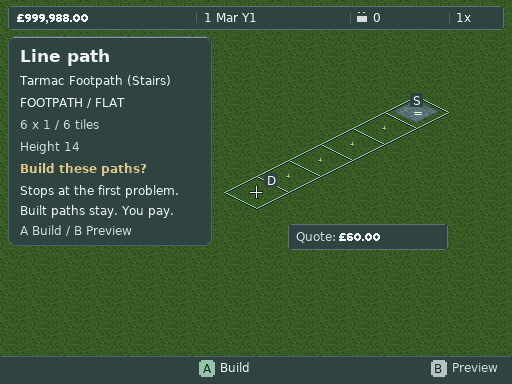 £999,988.00
1 Mar Y1
0
1x
Line path
Tarmac Footpath (Stairs)
FOOTPATH / FLAT
6 x 1 / 6 tiles
Height 14
Build these paths?
Stops at the first problem.
Built paths stay. You pay.
A Build / B Preview
S
=
D
Quote: £60.00
A Build
B Preview